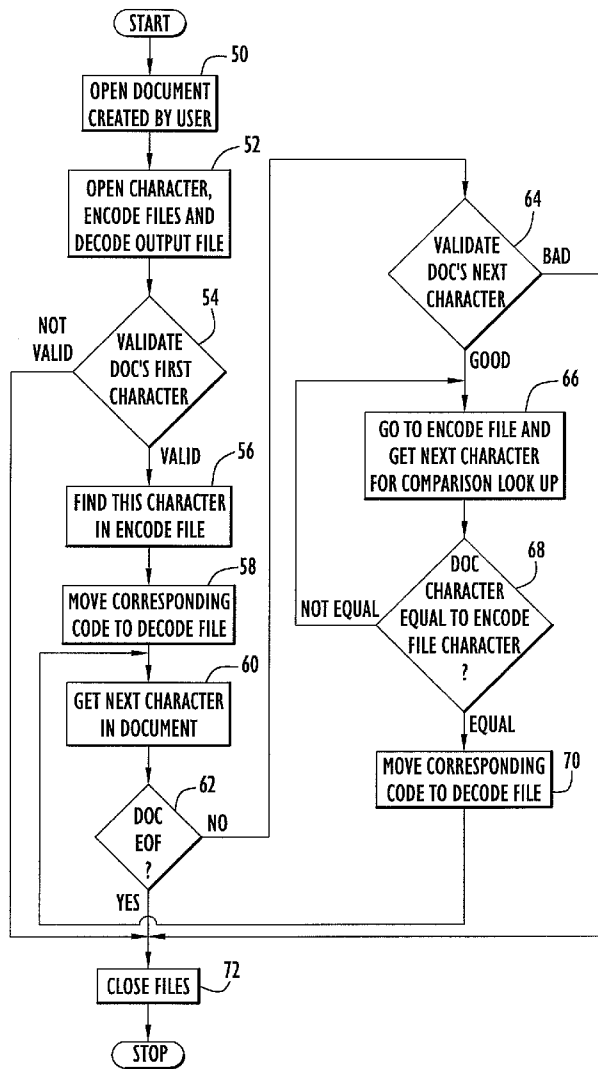 START
50
OPEN DOCUMENT
CREATED BY USER
52
OPEN CHARACTER,
ENCODE FILES AND
DECODE OUTPUT FILE
54
NOT
VALID
VALIDATE
DOC'S FIRST
CHARACTER
VALID
56
FIND THIS CHARACTER
IN ENCODE FILE
58
MOVE CORRESPONDING
CODE TO DECODE FILE
60
GET NEXT CHARACTER
IN DOCUMENT
62
DOC
EOF
?
NO
YES
72
CLOSE FILES
STOP
64
VALIDATE
DOC'S NEXT
CHARACTER
BAD
GOOD
66
GO TO ENCODE FILE AND
GET NEXT CHARACTER
FOR COMPARISON LOOK UP
68
DOC
CHARACTER
EQUAL TO ENCODE
FILE CHARACTER
?
NOT EQUAL
EQUAL
MOVE CORRESPONDING
CODE TO DECODE FILE
70